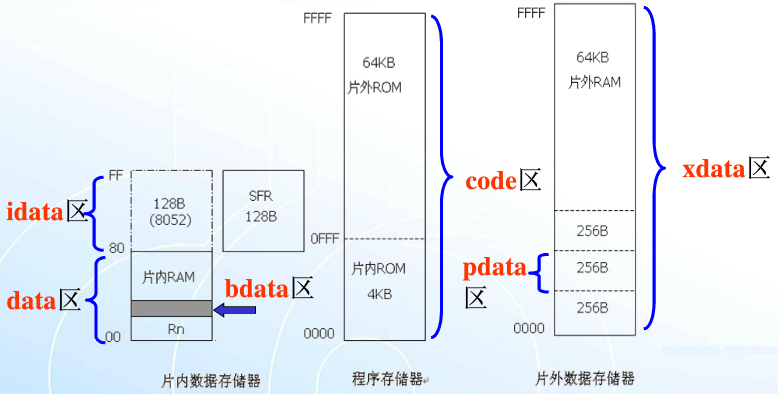 FFFF
64KB
片外ROM
code区
0FFF
片内ROM
4KB
0000
程序存储器
FF
idata区
128B
(8052)
SFR
128B
80
data区
片内RAM
bdata区
Rn
00
片内数据存储器
FFFF
64KB
片外RAM
xdata区
256B
pdata
区
256B
256B
0000
片外数据存储器